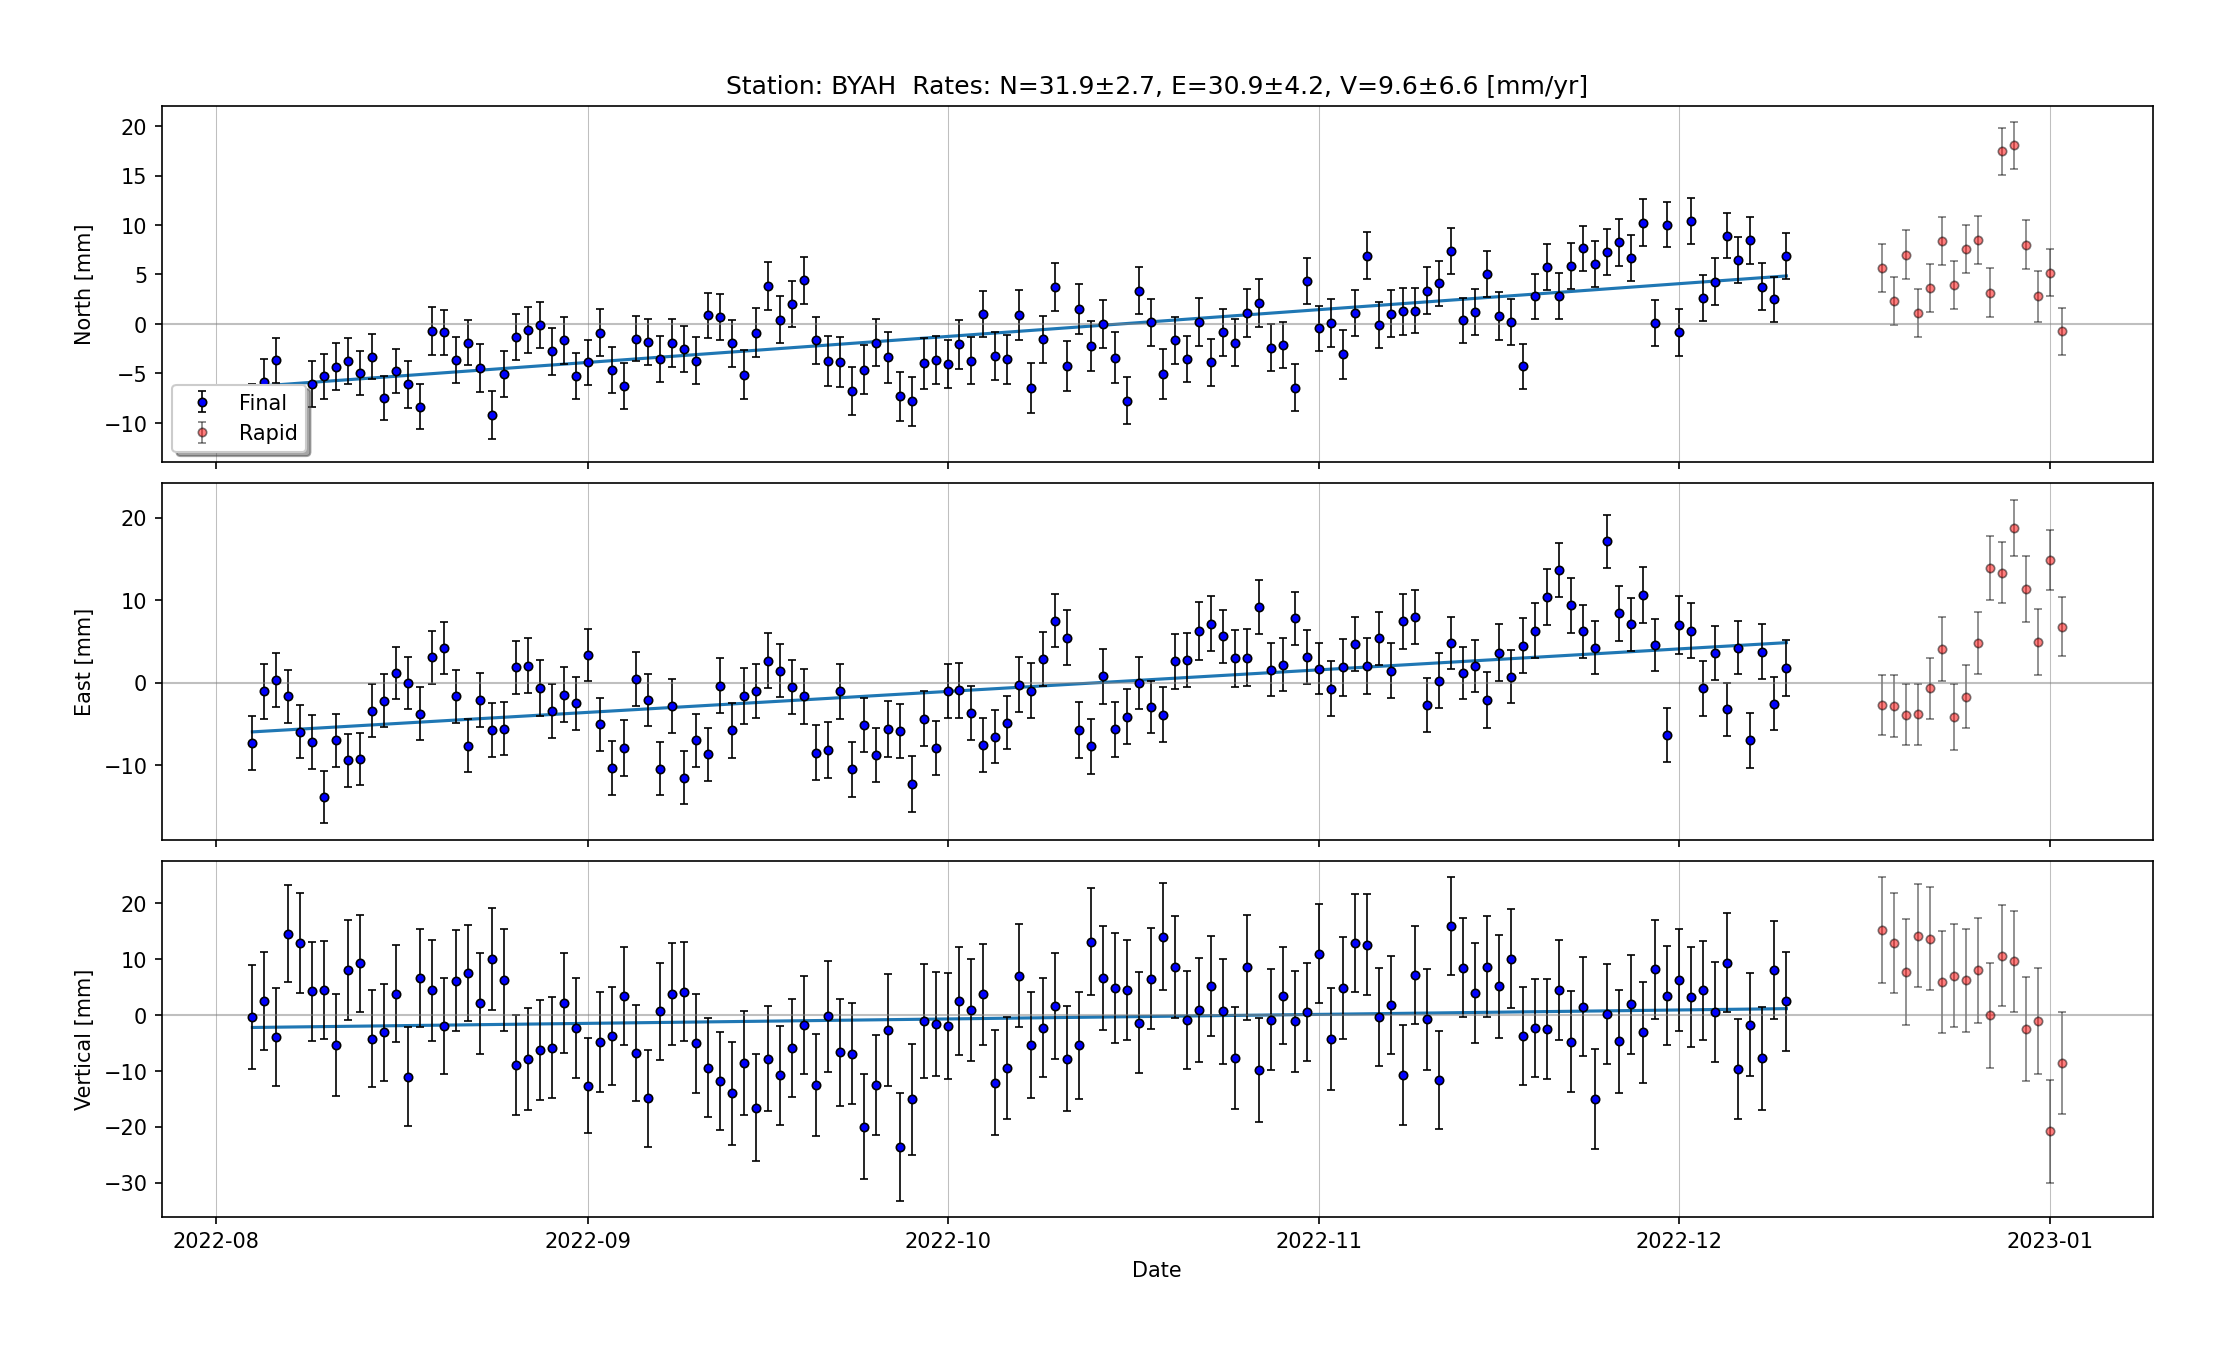 Station: BYAH  Rates: N=31.9±2.7, E=30.9±4.2, V=9.6±6.6 [mm/yr]
North [mm]
20
15
10
5
0
−5
−10
Final
Rapid
East [mm]
20
10
0
−10
Vertical [mm]
20
10
0
−10
−20
−30
2022-08 2022-09 2022-10 2022-11 2022-12 2023-01
Date